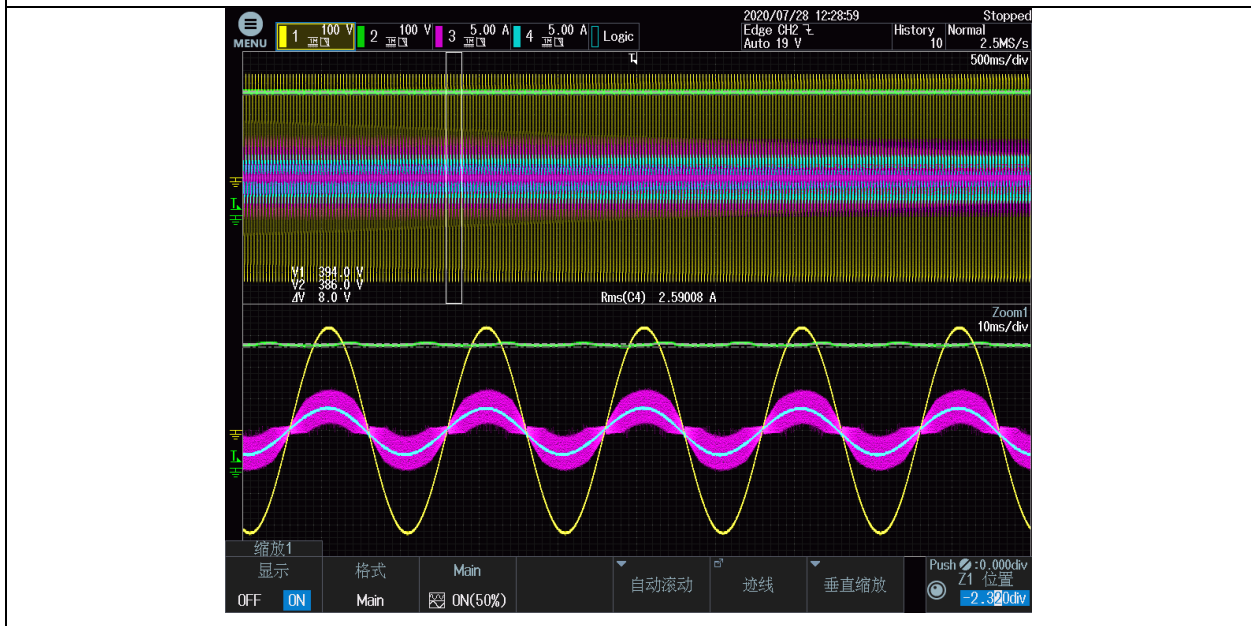 2020/07/28 12:28:59 Stopped
MENU 1 100 V 2 100 V 3 5.00 A 4 5.00 A Logic Edge CH2 History Normal
Auto 19 V 10 2.5MS/s
500ms/div
V1 394.0 V
V2 386.0 V
ΔV 8.0 V Rms(C4) 2.59008 A
Zoom1
10ms/div
缩放1
显示 格式 Main 自动滚动 迹线 垂直缩放 Push :0.000div
Z1 位置
OFF ON Main ON(50%) -2.320div